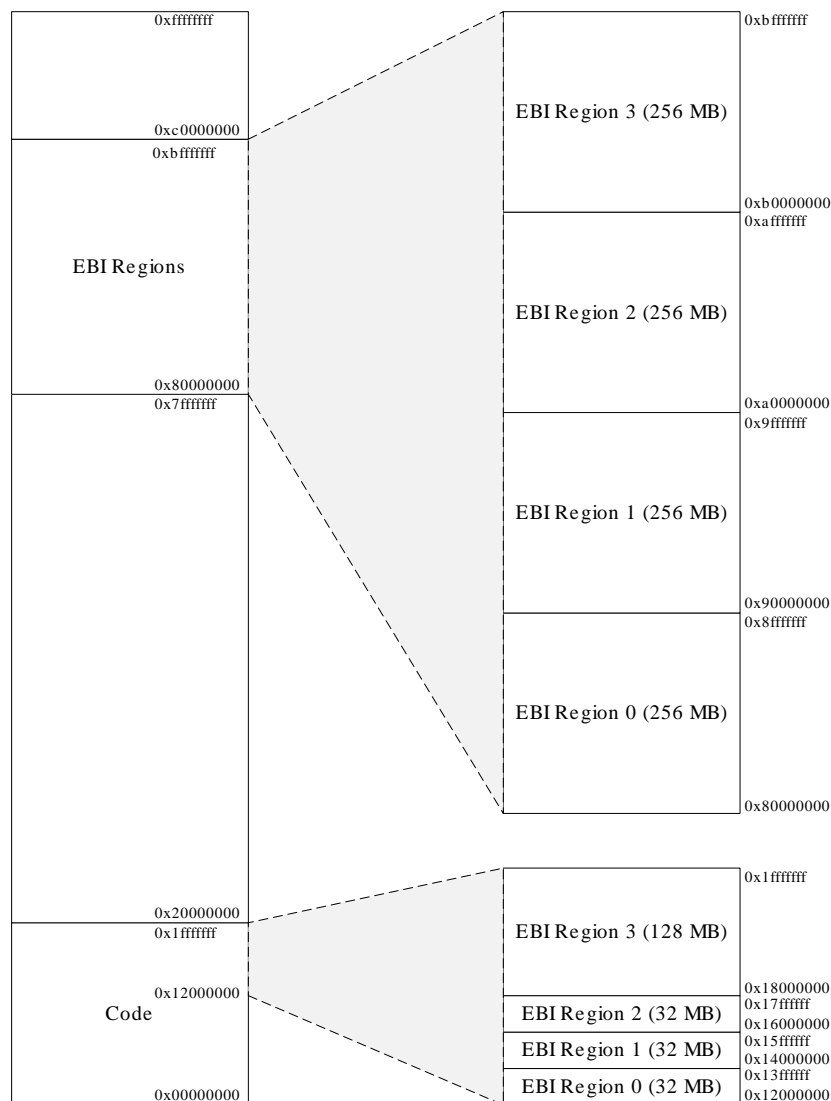 0xffffffff
0xc0000000
0xbfffffff
EBI Regions
0x80000000
0x7fffffff
0x20000000
0x1fffffff
0x12000000
Code
0x00000000
0xbfffffff
EBI Region 3 (256 MB)
0xb0000000
0xafffffff
EBI Region 2 (256 MB)
0xa0000000
0x9fffffff
EBI Region 1 (256 MB)
0x90000000
0x8fffffff
EBI Region 0 (256 MB)
0x80000000
0x1fffffff
EBI Region 3 (128 MB)
0x18000000
0x17ffffff
EBI Region 2 (32 MB)
0x16000000
0x15ffffff
EBI Region 1 (32 MB)
0x14000000
0x13ffffff
EBI Region 0 (32 MB)
0x12000000